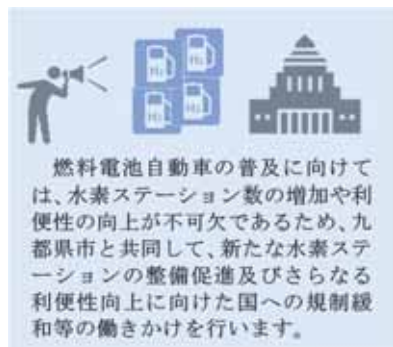 H₂
H₂
H₂
H₂
燃料電池自動車の普及に向けて
は、水素ステーション数の増加や利
便性の向上が不可欠であるため、九
都県市と共同して、新たな水素ステ
ーションの整備促進及びさらなる
利便性向上に向けた国への規制緩
和等の働きかけを行います。